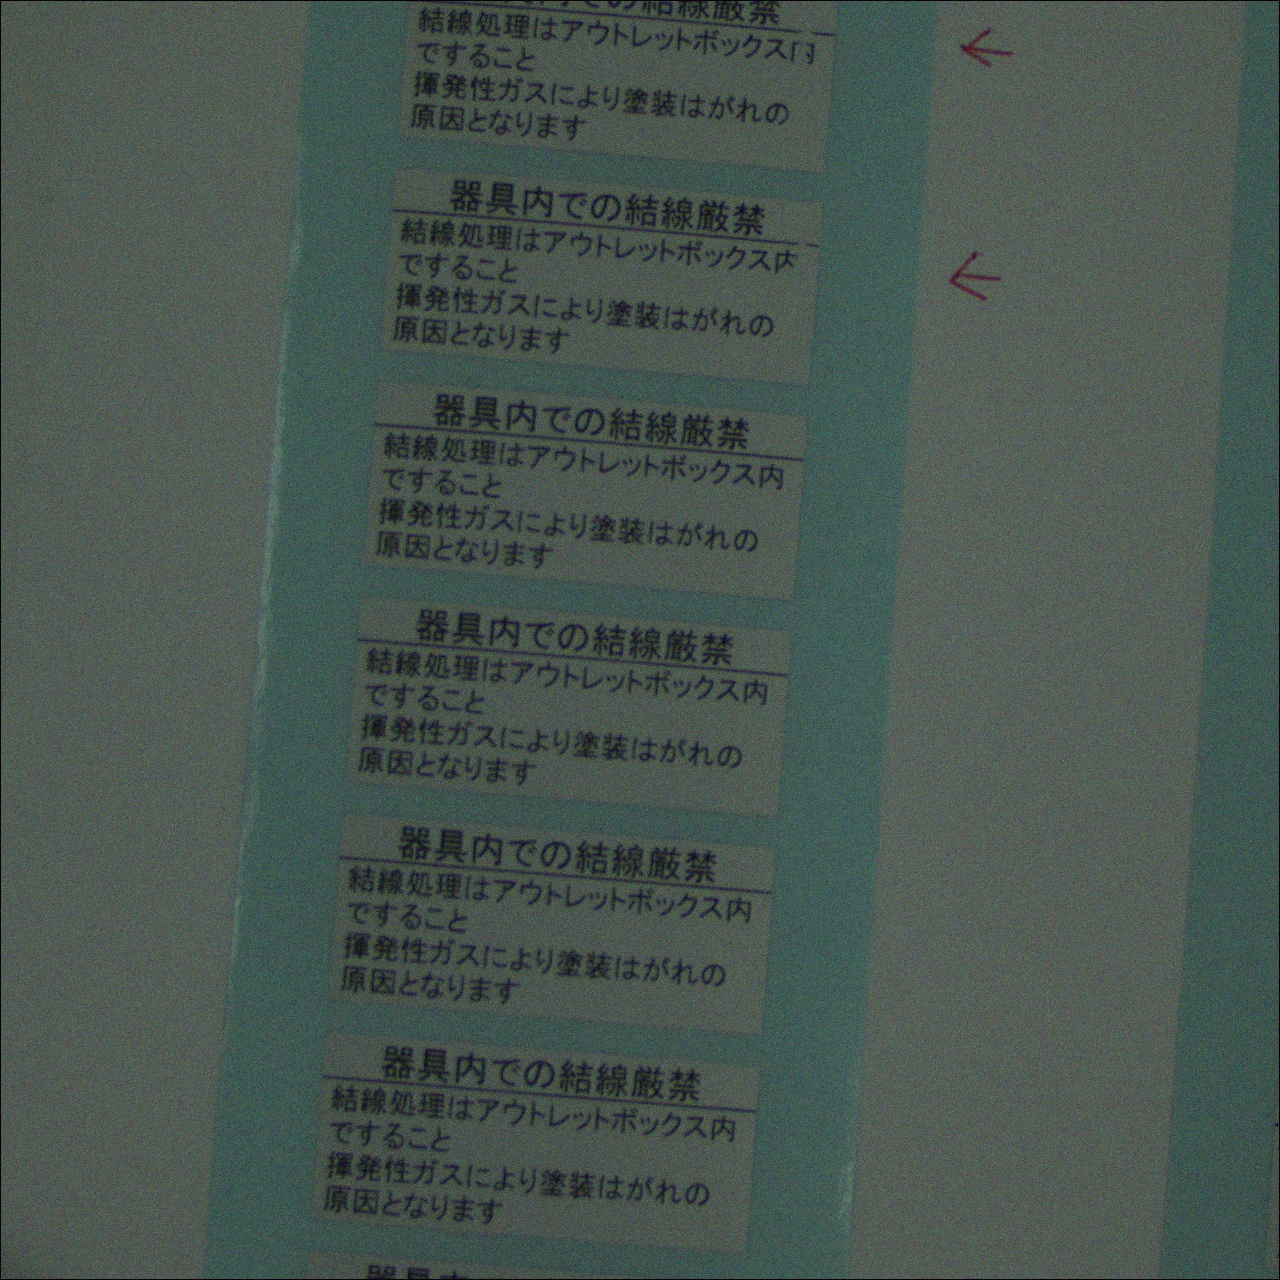 の結線厳禁
結線処理はアウトレットボックス内
ですること
揮発性ガスにより塗装はがれの
原因となります
器具内での結線厳禁
結線処理はアウトレットボックス内
ですること
揮発性ガスにより塗装はがれの
原因となります
器具内での結線厳禁
結線処理はアウトレットボックス内
ですること
揮発性ガスにより塗装はがれの
原因となります
器具内での結線厳禁
結線処理はアウトレットボックス内
ですること
揮発性ガスにより塗装はがれの
原因となります
器具内での結線厳禁
結線処理はアウトレットボックス内
ですること
揮発性ガスにより塗装はがれの
原因となります
器具内での結線厳禁
結線処理はアウトレットボックス内
ですること
揮発性ガスにより塗装はがれの
原因となります
器具